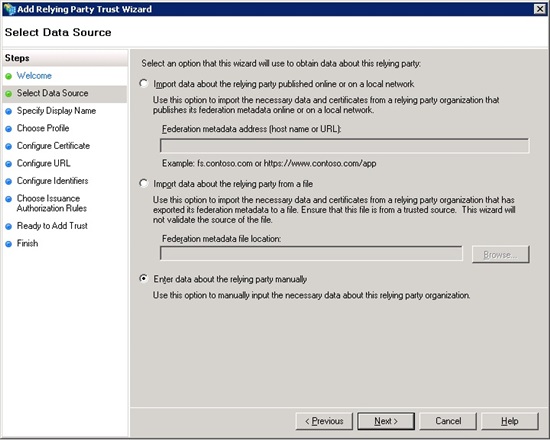 Add Relying Party Trust Wizard
Select Data Source
Steps
Welcome
Select Data Source
Specify Display Name
Choose Profile
Configure Certificate
Configure URL
Configure Identifiers
Choose Issuance
Authorization Rules
Ready to Add Trust
Finish
Select an option that this wizard will use to obtain data about this relying party:
Import data about the relying party published online or on a local network
Use this option to import the necessary data and certificates from a relying party organization that
publishes its federation metadata online or on a local network.
Federation metadata address (host name or URL):
Example: fs.contoso.com or https://www.contoso.com/app
Import data about the relying party from a file
Use this option to import the necessary data and certificates from a relying party organization that has
exported its federation metadata to a file. Ensure that this file is from a trusted source. This wizard will
not validate the source of the file.
Federation metadata file location:
Browse...
Enter data about the relying party manually
Use this option to manually input the necessary data about this relying party organization.
< Previous
Next >
Cancel
Help